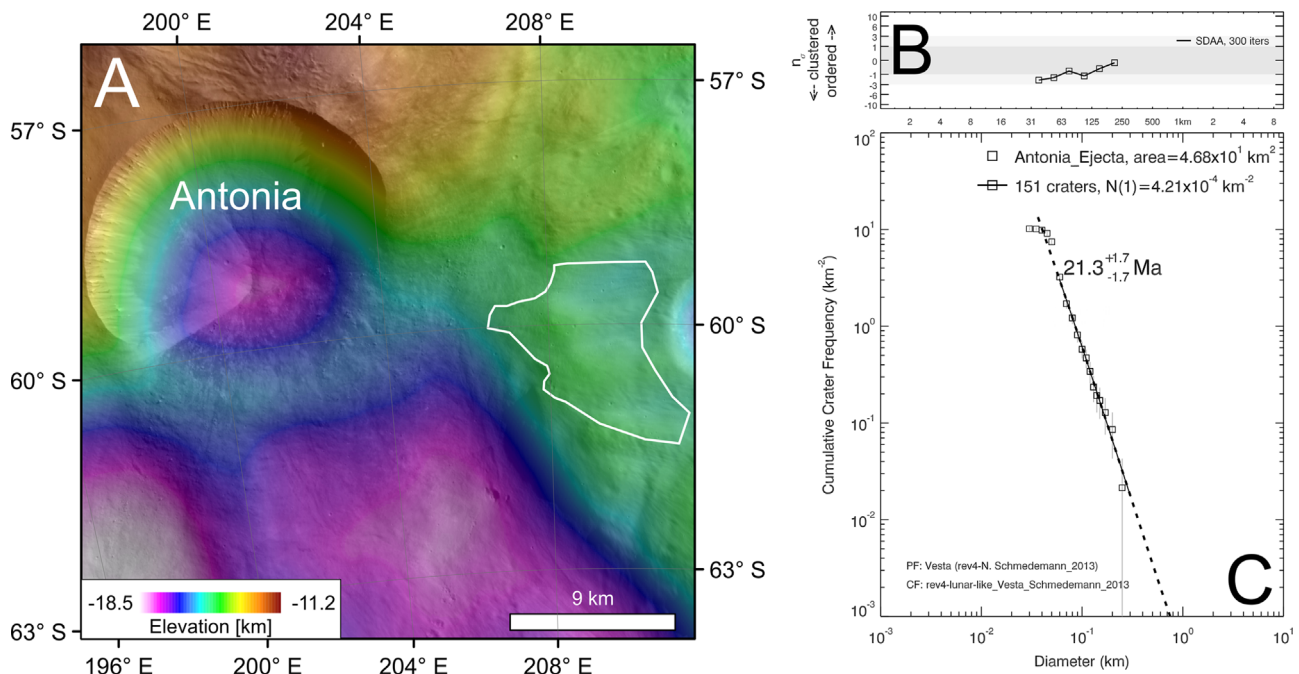 200° E 204° E 208° E
A
57° S
57° S
Antonia
60° S
60° S
63° S
63° S
-18.5 -11.2
Elevation [km]
9 km
196° E 200° E 204° E 208° E
B
nσ
<-- clustered
ordered -->
10
6
3
1
0
-1
-3
-6
-10
SDAA, 300 iters
2 4 8 16 31 63 125 250 500 1km 2 4 8
Antonia_Ejecta, area=4.68x10¹ km²
151 craters, N(1)=4.21x10⁻⁴ km⁻²
21.3 +1.7 -1.7 Ma
Cumulative Crater Frequency (km⁻²)
10²
10¹
10⁰
10⁻¹
10⁻²
10⁻³
PF: Vesta (rev4-N. Schmedemann_2013)
CF: rev4-lunar-like_Vesta_Schmedemann_2013
C
10⁻³ 10⁻² 10⁻¹ 10⁰ 10¹
Diameter (km)